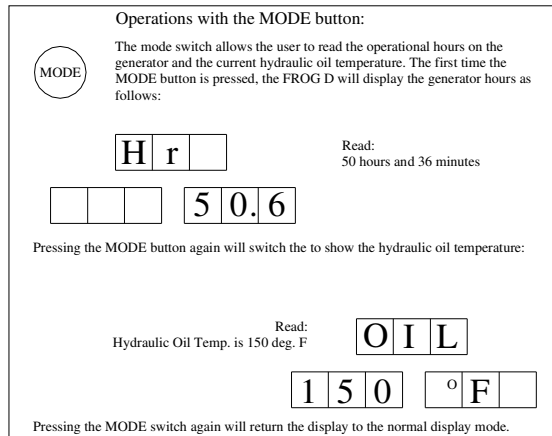 Operations with the MODE button:
MODE
The mode switch allows the user to read the operational hours on the
generator and the current hydraulic oil temperature. The first time the
MODE button is pressed, the FROG D will display the generator hours as
follows:
H r
Read:
50 hours and 36 minutes
5 0. 6
Pressing the MODE button again will switch the to show the hydraulic oil temperature:
Read:
Hydraulic Oil Temp. is 150 deg. F
O I L
1 5 0 O F
Pressing the MODE switch again will return the display to the normal display mode.